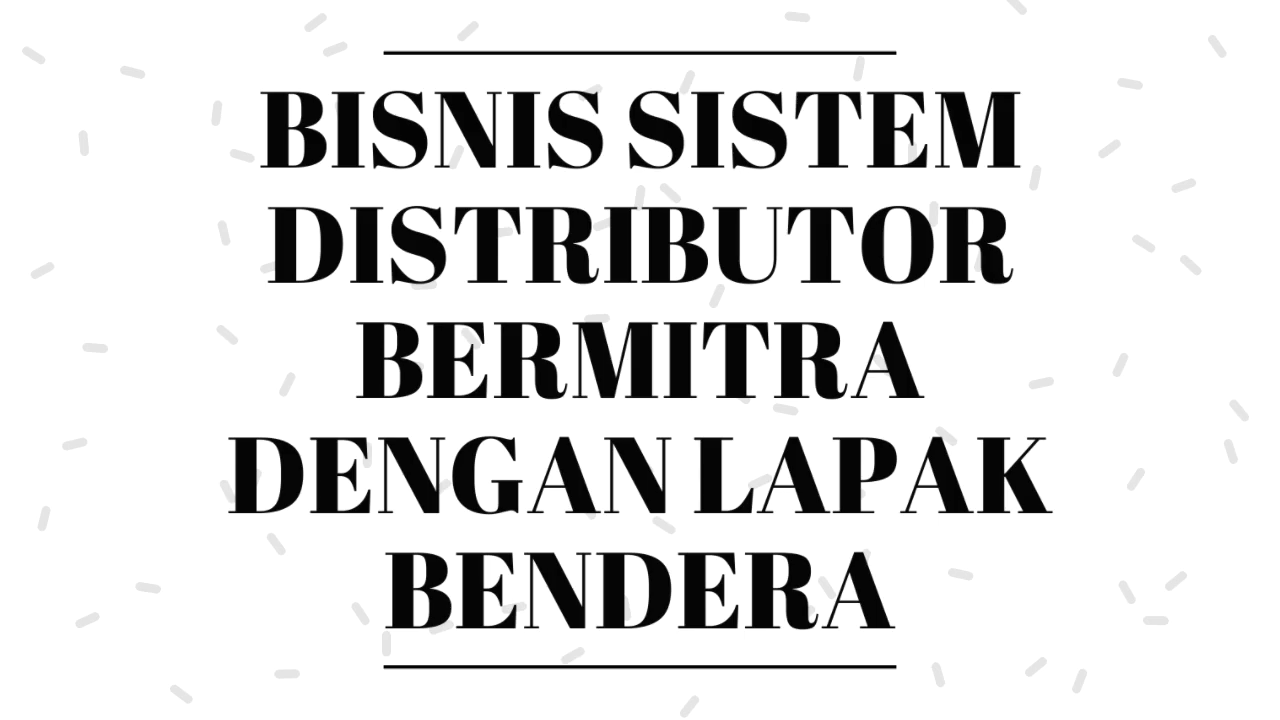 BISNIS SISTEM
DISTRIBUTOR
BERMITRA
DENGAN LAPAK
BENDERA